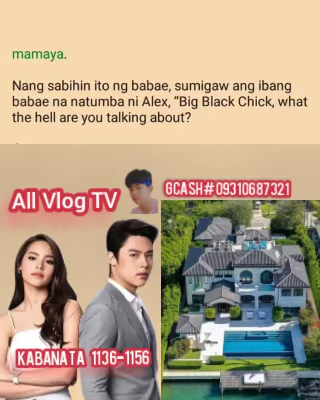 mamaya.
Nang sabihin ito ng babae, sumigaw ang ibang
babae na natumba ni Alex, “Big Black Chick, what
the hell are you talking about?
All Vlog TV
GCASH#09310687321
KABANATA 1136-1156